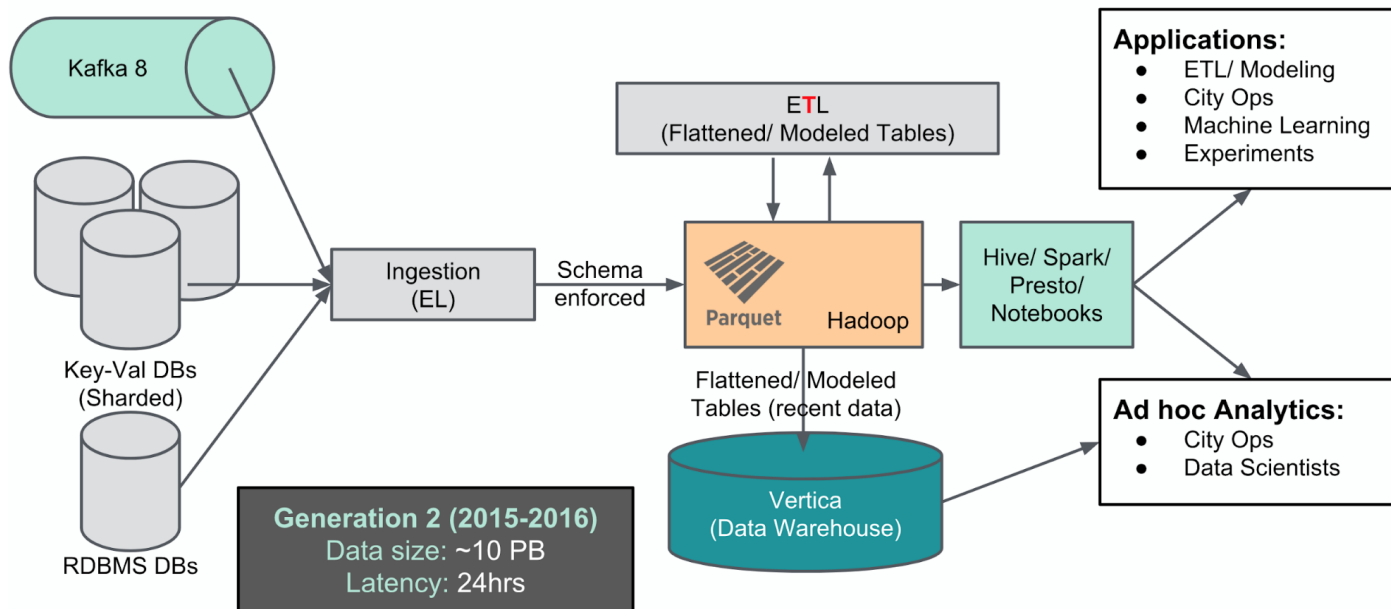 Kafka 8
Key-Val DBs
(Sharded)
RDBMS DBs
Ingestion
(EL)
Schema
enforced
ETL
(Flattened/ Modeled Tables)
Parquet
Hadoop
Flattened/ Modeled
Tables (recent data)
Vertica
(Data Warehouse)
Hive/ Spark/
Presto/
Notebooks
Applications:
● ETL/ Modeling
● City Ops
● Machine Learning
● Experiments
Ad hoc Analytics:
● City Ops
● Data Scientists
Generation 2 (2015-2016)
Data size: ~10 PB
Latency: 24hrs